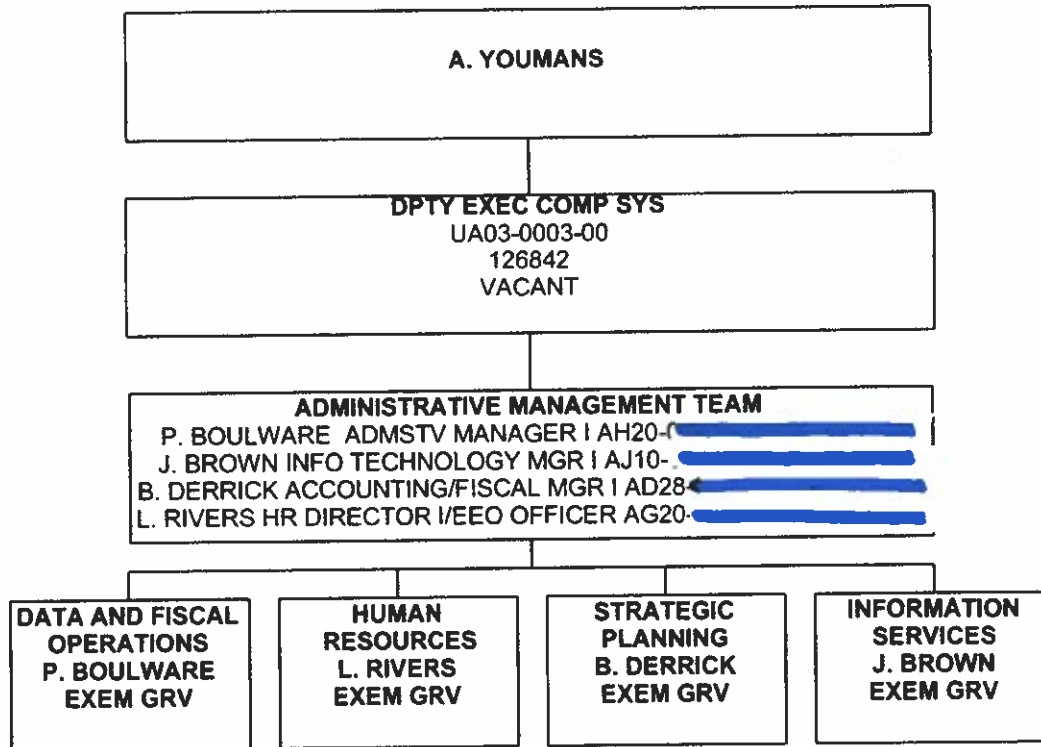 A. YOUMANS
DPTY EXEC COMP SYS
UA03-0003-00
126842
VACANT
ADMINISTRATIVE MANAGEMENT TEAM
P. BOULWARE ADMSTV MANAGER I AH20-
J. BROWN INFO TECHNOLOGY MGR I AJ10-
B. DERRICK ACCOUNTING/FISCAL MGR I AD28-
L. RIVERS HR DIRECTOR I/EEO OFFICER AG20-
DATA AND FISCAL
OPERATIONS
P. BOULWARE
EXEM GRV
HUMAN
RESOURCES
L. RIVERS
EXEM GRV
STRATEGIC
PLANNING
B. DERRICK
EXEM GRV
INFORMATION
SERVICES
J. BROWN
EXEM GRV